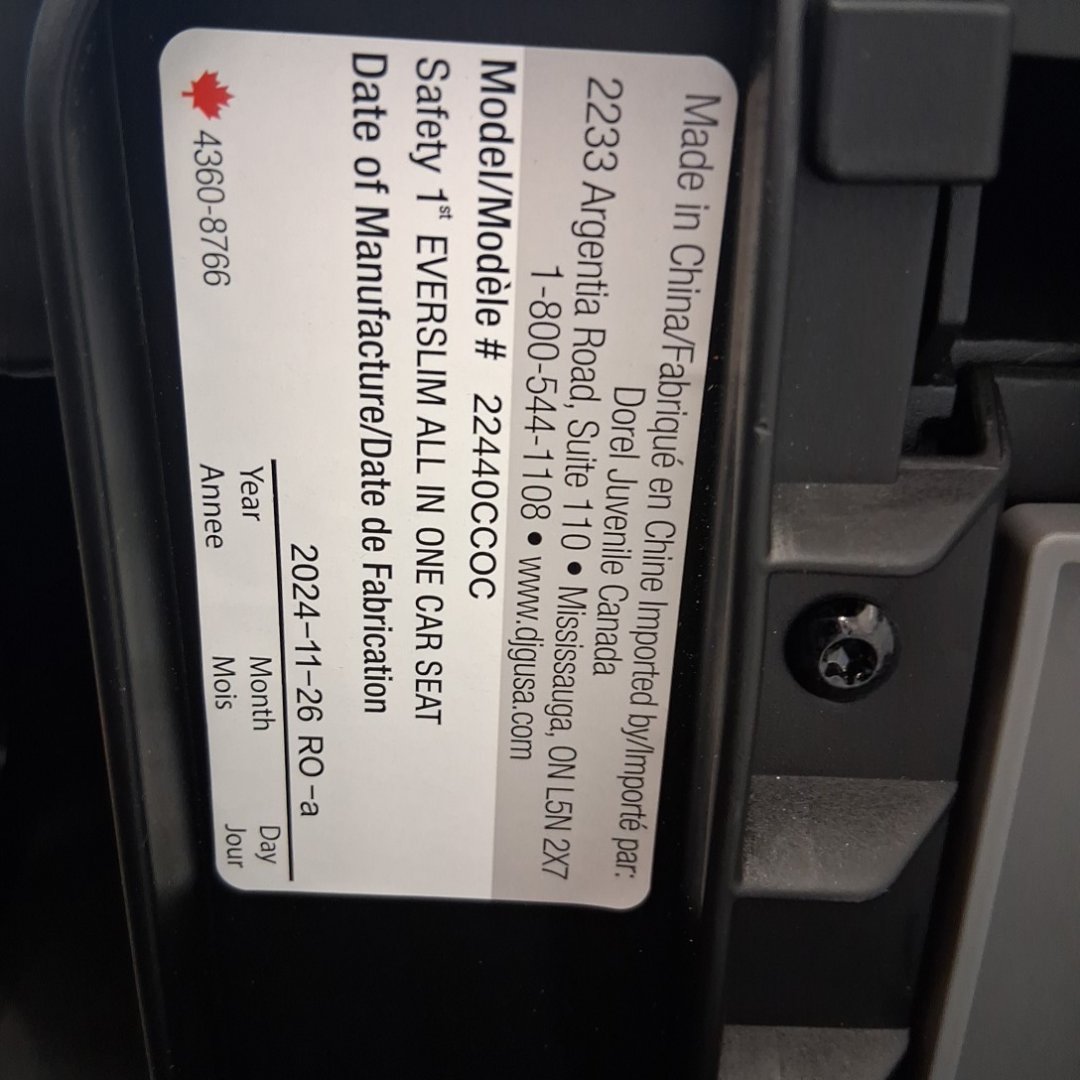 Made in China/Fabriqué en Chine Imported by/Importé par:
Dorel Juvenile Canada
2233 Argentia Road, Suite 110 • Mississauga, ON L5N 2X7
1-800-544-1108 • www.djgusa.com
Model/Modèle # 22440CCOC
Safety 1st EVERSLIM ALL IN ONE CAR SEAT
Date of Manufacture/Date de Fabrication
2024-11-26 RO -a
Year Month Day
Annee Mois Jour
4360-8766